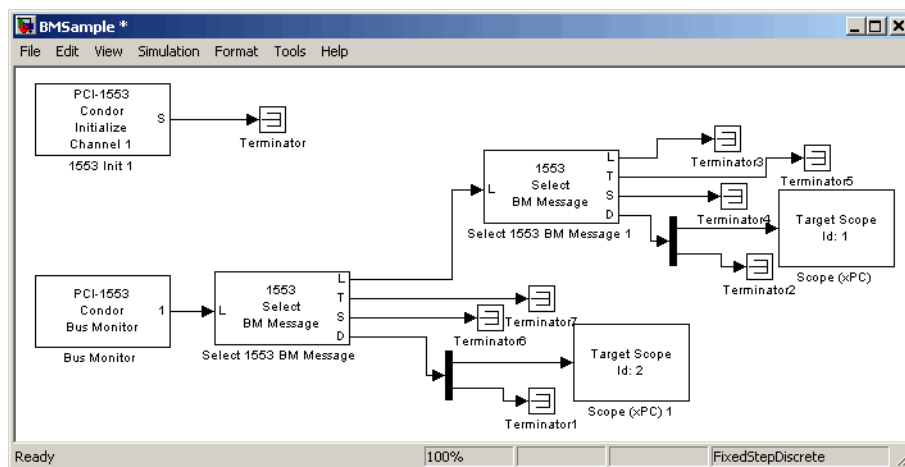 BMSample *
File Edit View Simulation Format Tools Help
PCI-1553
Condor
Initialize
Channel 1
S
1553 Init 1
Terminator
1553
Select
BM Message
L
L
T
S
D
Select 1553 BM Message 1
Terminator3
Terminator5
Terminator4
Terminator2
Target Scope
Id: 1
Scope (xPC)
PCI-1553
Condor
Bus Monitor
1
Bus Monitor
1553
Select
BM Message
L
L
T
S
D
Select 1553 BM Message
Terminator7
Terminator6
Terminator1
Target Scope
Id: 2
Scope (xPC) 1
Ready 100% FixedStepDiscrete